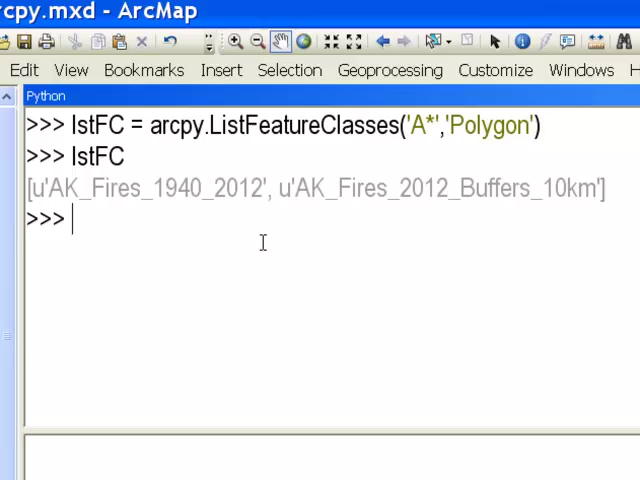 rcpy.mxd - ArcMap
Edit View Bookmarks Insert Selection Geoprocessing Customize Windows H
Python
>>> lstFC = arcpy.ListFeatureClasses('A*','Polygon')
>>> lstFC
[u'AK_Fires_1940_2012', u'AK_Fires_2012_Buffers_10km']
>>>